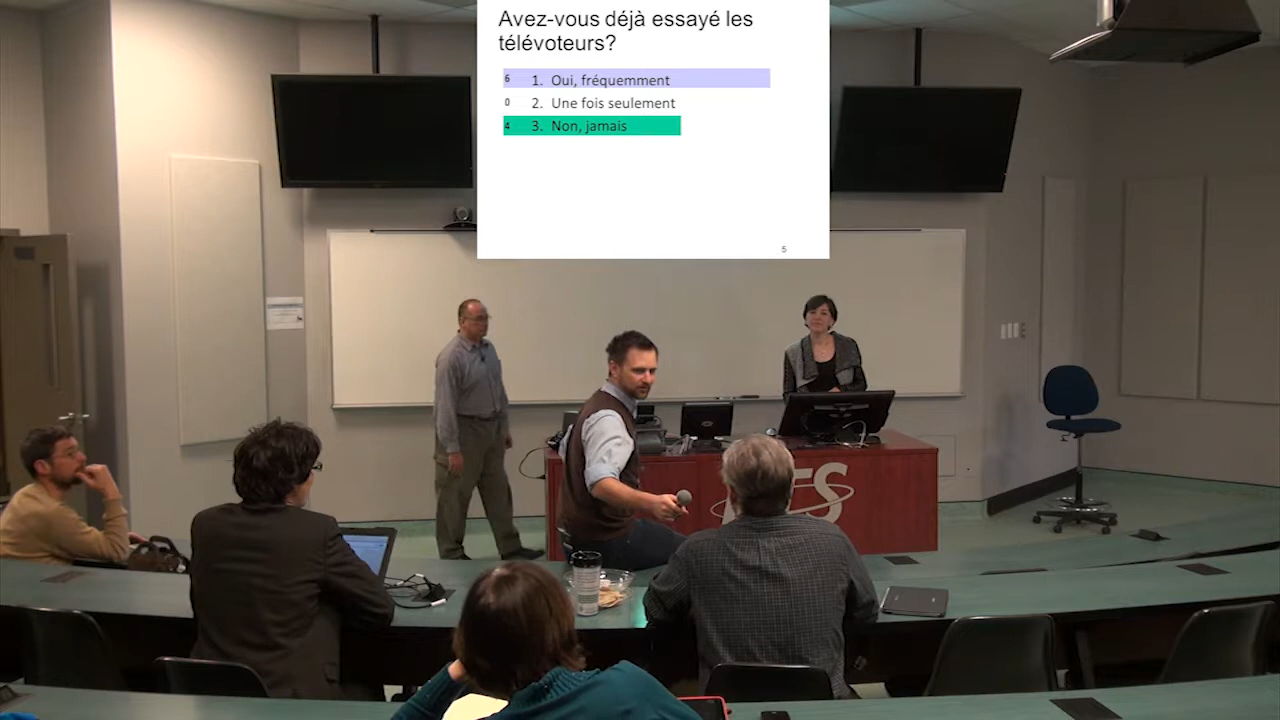 Avez-vous déjà essayé les
télévoteurs?
6 1. Oui, fréquemment
0 2. Une fois seulement
4 3. Non, jamais
5